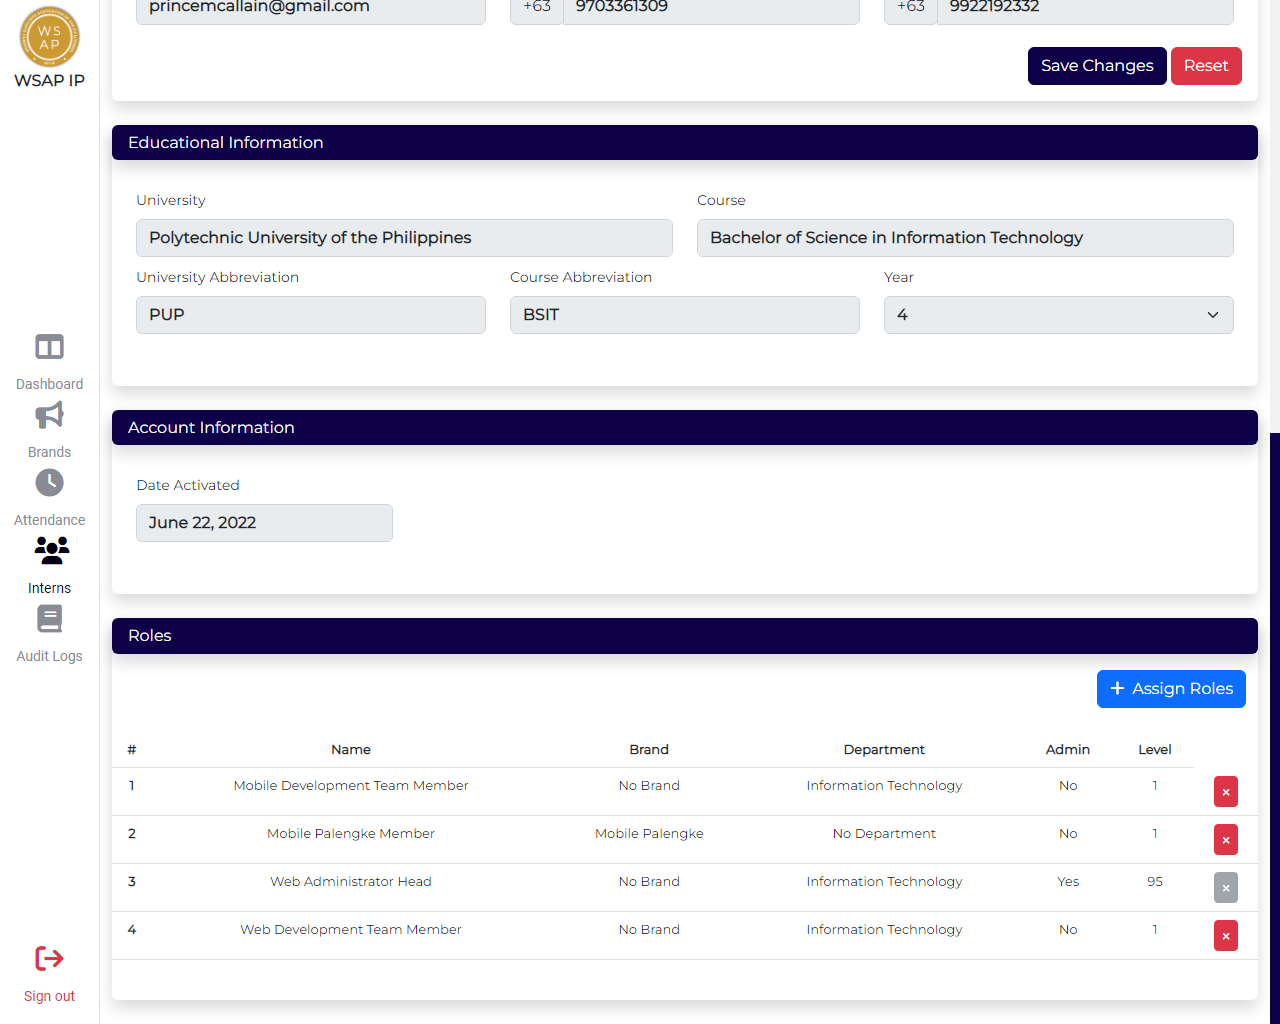 WS
AP
WSAP IP
Dashboard
Brands
Attendance
Interns
Audit Logs
Sign out
princemcallain@gmail.com +63 9703361309 +63 9922192332
Save Changes Reset
Educational Information
University Course
Polytechnic University of the Philippines Bachelor of Science in Information Technology
University Abbreviation Course Abbreviation Year
PUP BSIT 4
Account Information
Date Activated
June 22, 2022
Roles
+ Assign Roles
# Name Brand Department Admin Level
1 Mobile Development Team Member No Brand Information Technology No 1 ×
2 Mobile Palengke Member Mobile Palengke No Department No 1 ×
3 Web Administrator Head No Brand Information Technology Yes 95 ×
4 Web Development Team Member No Brand Information Technology No 1 ×